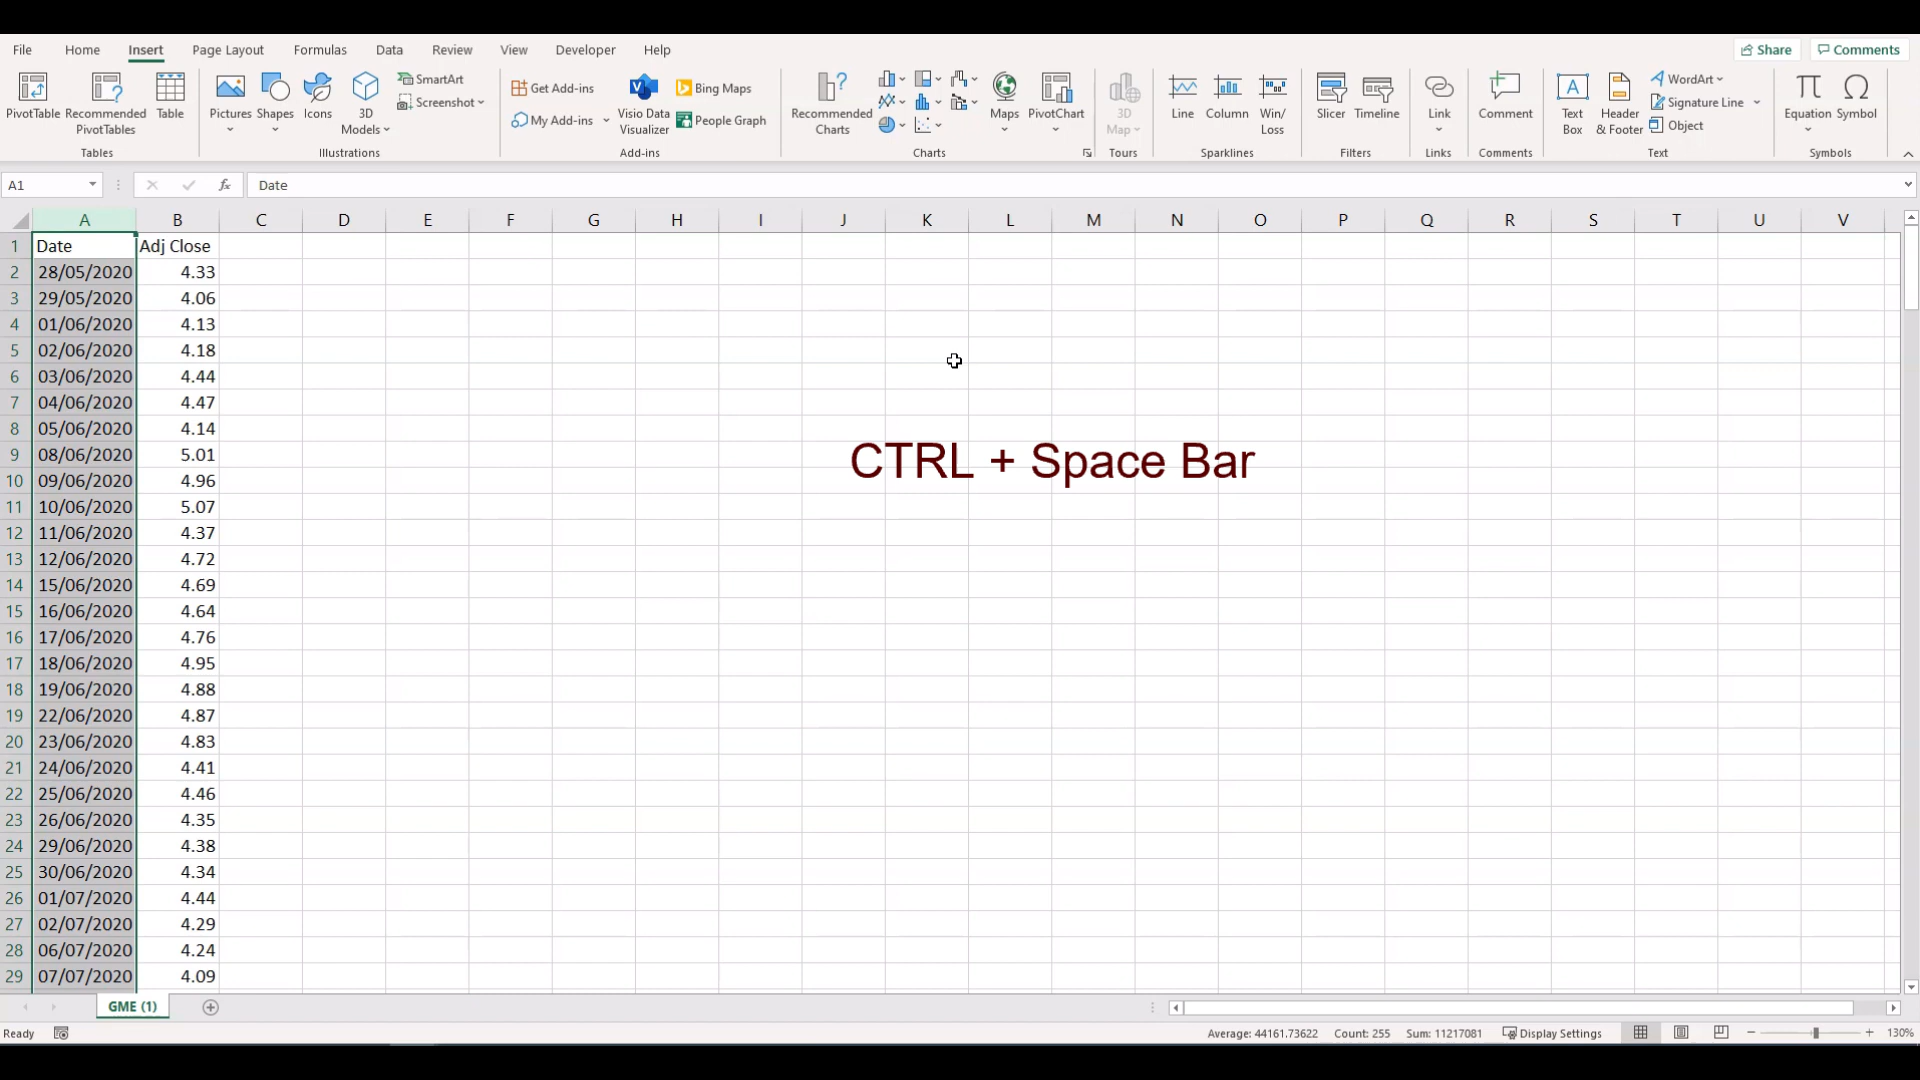 File Home Insert Page Layout Formulas Data Review View Developer Help Share Comments
PivotTable Recommended PivotTables Table
Tables
Pictures Shapes Icons 3D Models SmartArt Screenshot
Illustrations
Get Add-ins My Add-ins Visio Data Visualizer Bing Maps People Graph
Add-ins
Recommended Charts Maps PivotChart
Charts
3D Map
Tours
Line Column Win/Loss
Sparklines
Slicer Timeline
Filters
Link
Links
Comment
Comments
Text Box Header & Footer WordArt Signature Line Object
Text
Equation Symbol
Symbols
A1 fx Date
A B C D E F G H I J K L M N O P Q R S T U V
1 Date Adj Close
2 28/05/2020 4.33
3 29/05/2020 4.06
4 01/06/2020 4.13
5 02/06/2020 4.18
6 03/06/2020 4.44
7 04/06/2020 4.47
8 05/06/2020 4.14
9 08/06/2020 5.01
CTRL + Space Bar
10 09/06/2020 4.96
11 10/06/2020 5.07
12 11/06/2020 4.37
13 12/06/2020 4.72
14 15/06/2020 4.69
15 16/06/2020 4.64
16 17/06/2020 4.76
17 18/06/2020 4.95
18 19/06/2020 4.88
19 22/06/2020 4.87
20 23/06/2020 4.83
21 24/06/2020 4.41
22 25/06/2020 4.46
23 26/06/2020 4.35
24 29/06/2020 4.38
25 30/06/2020 4.34
26 01/07/2020 4.44
27 02/07/2020 4.29
28 06/07/2020 4.24
29 07/07/2020 4.09
GME (1)
Ready Average: 44161.73622 Count: 255 Sum: 11217081 Display Settings 130%